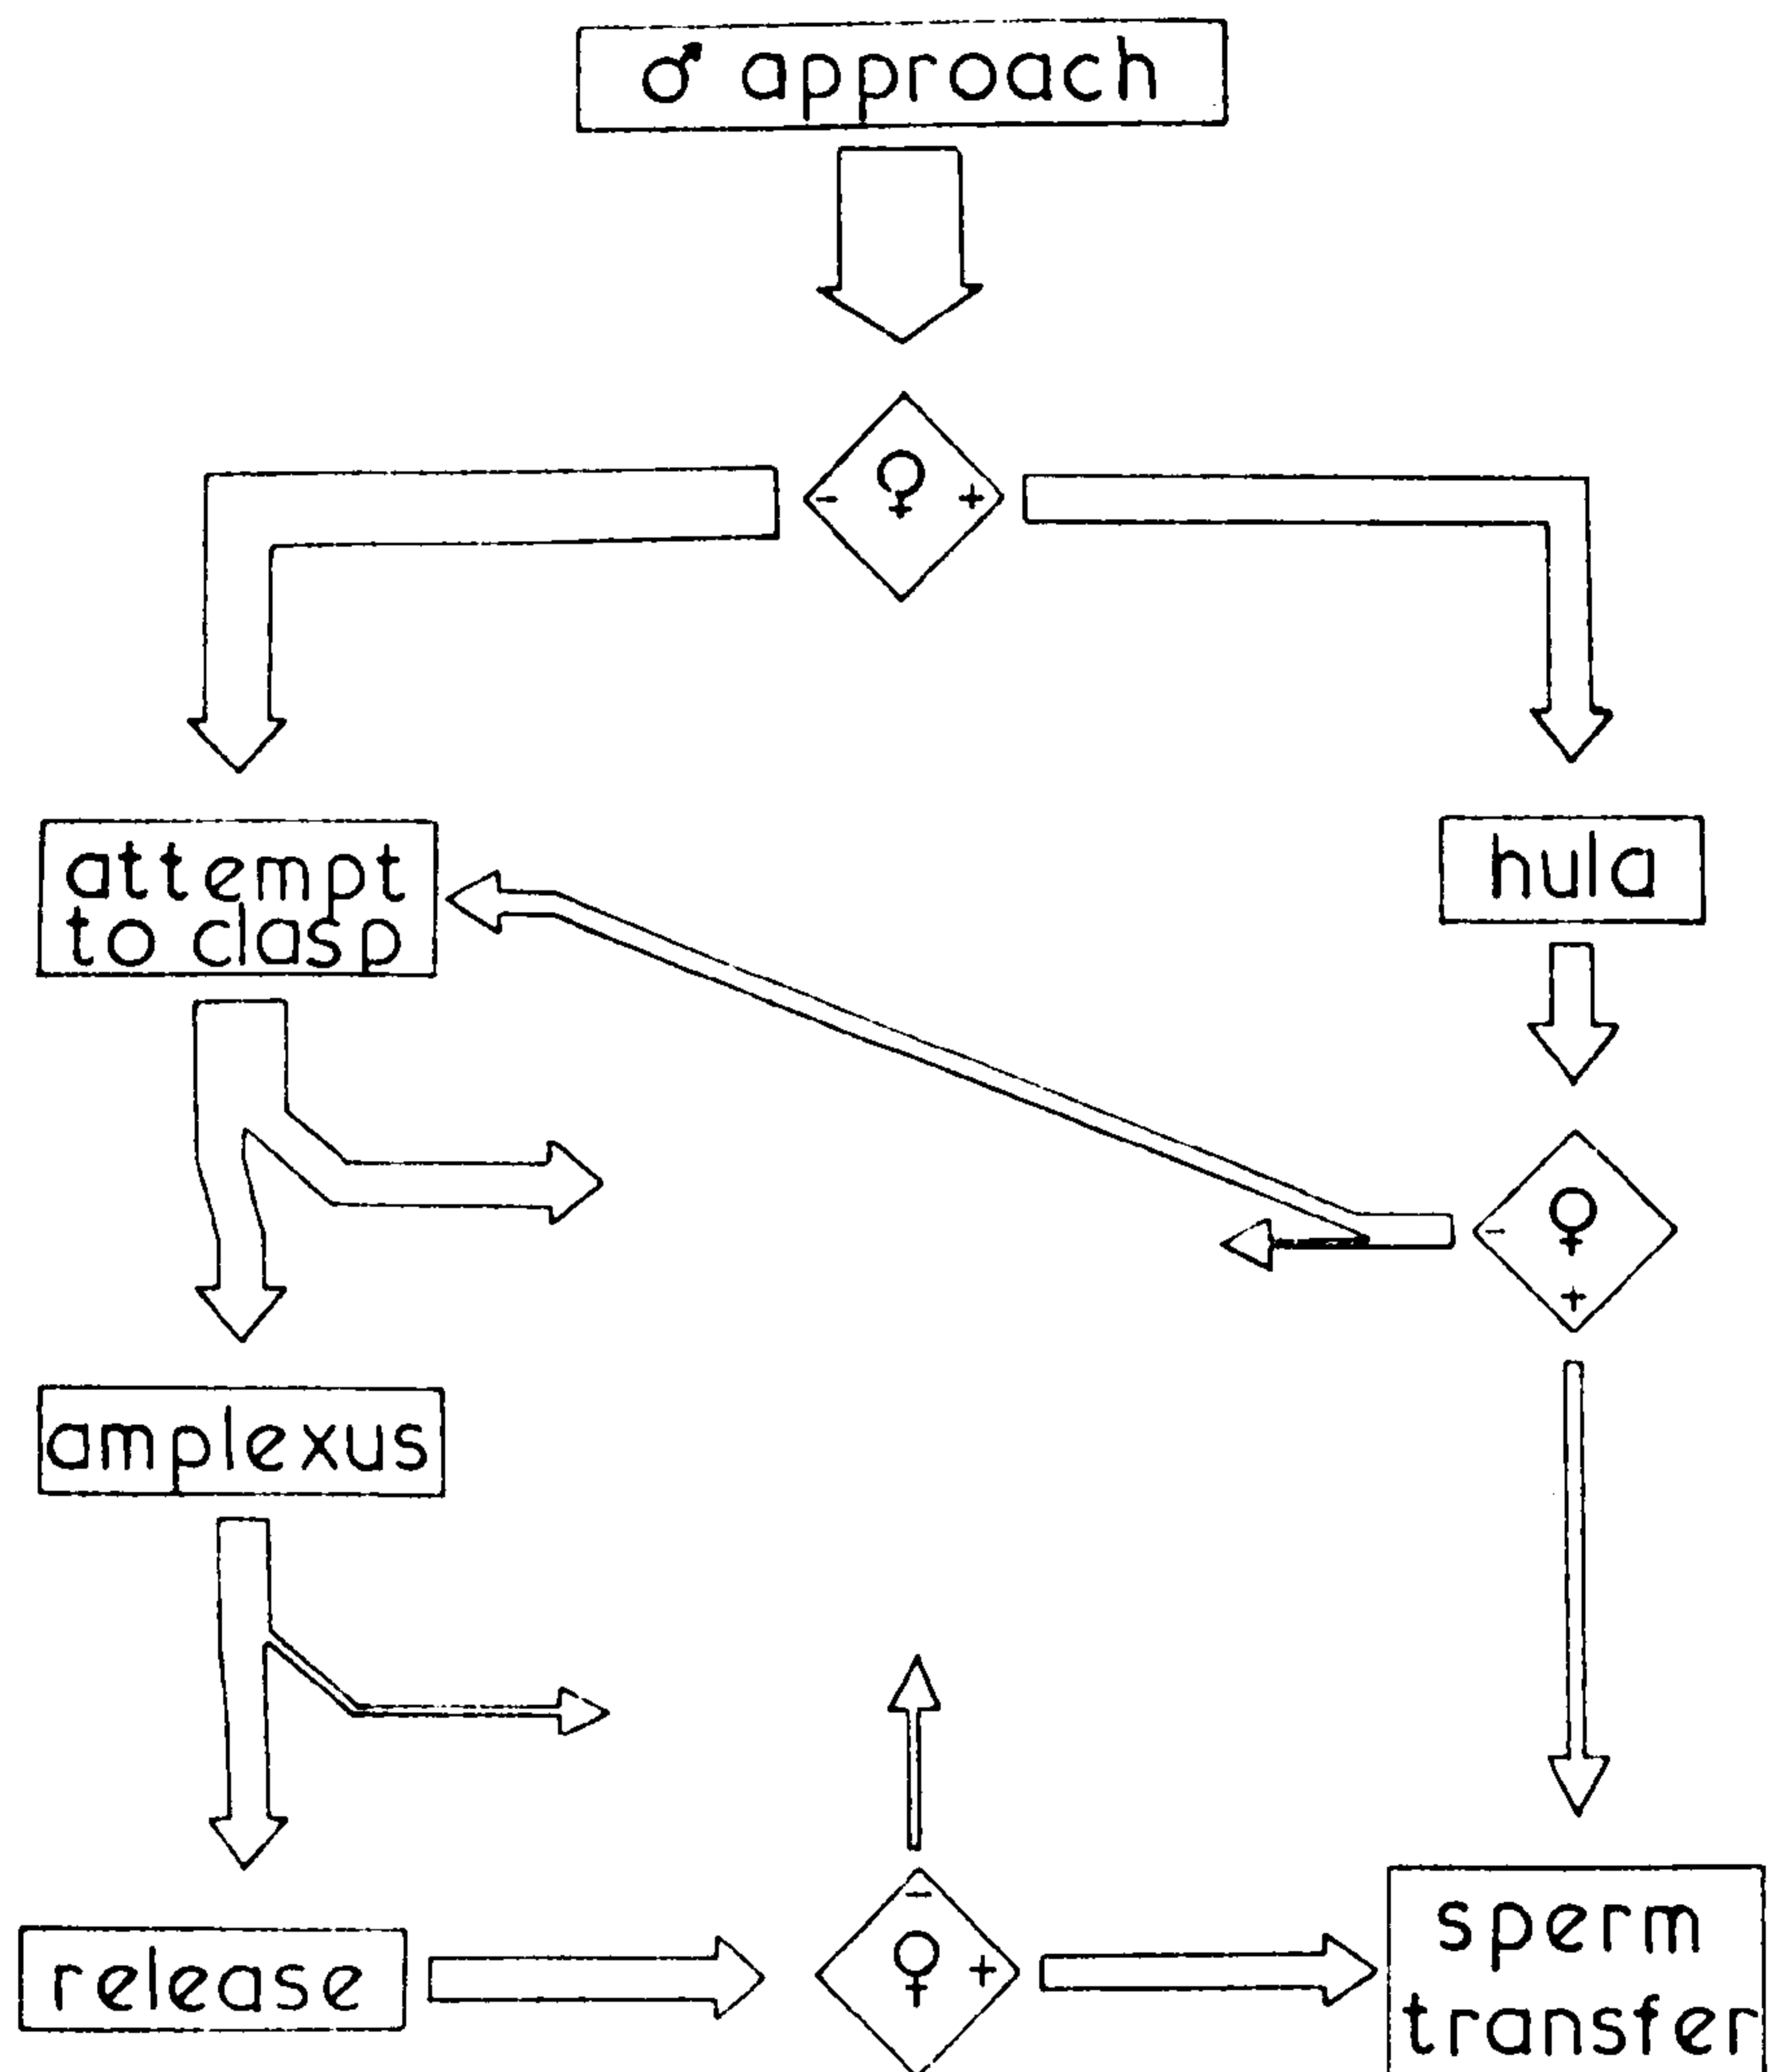 ♂ approach
- ♀ +
attempt
to clasp
hula
- ♀
+
amplexus
release
-
♀ +
sperm
transfer